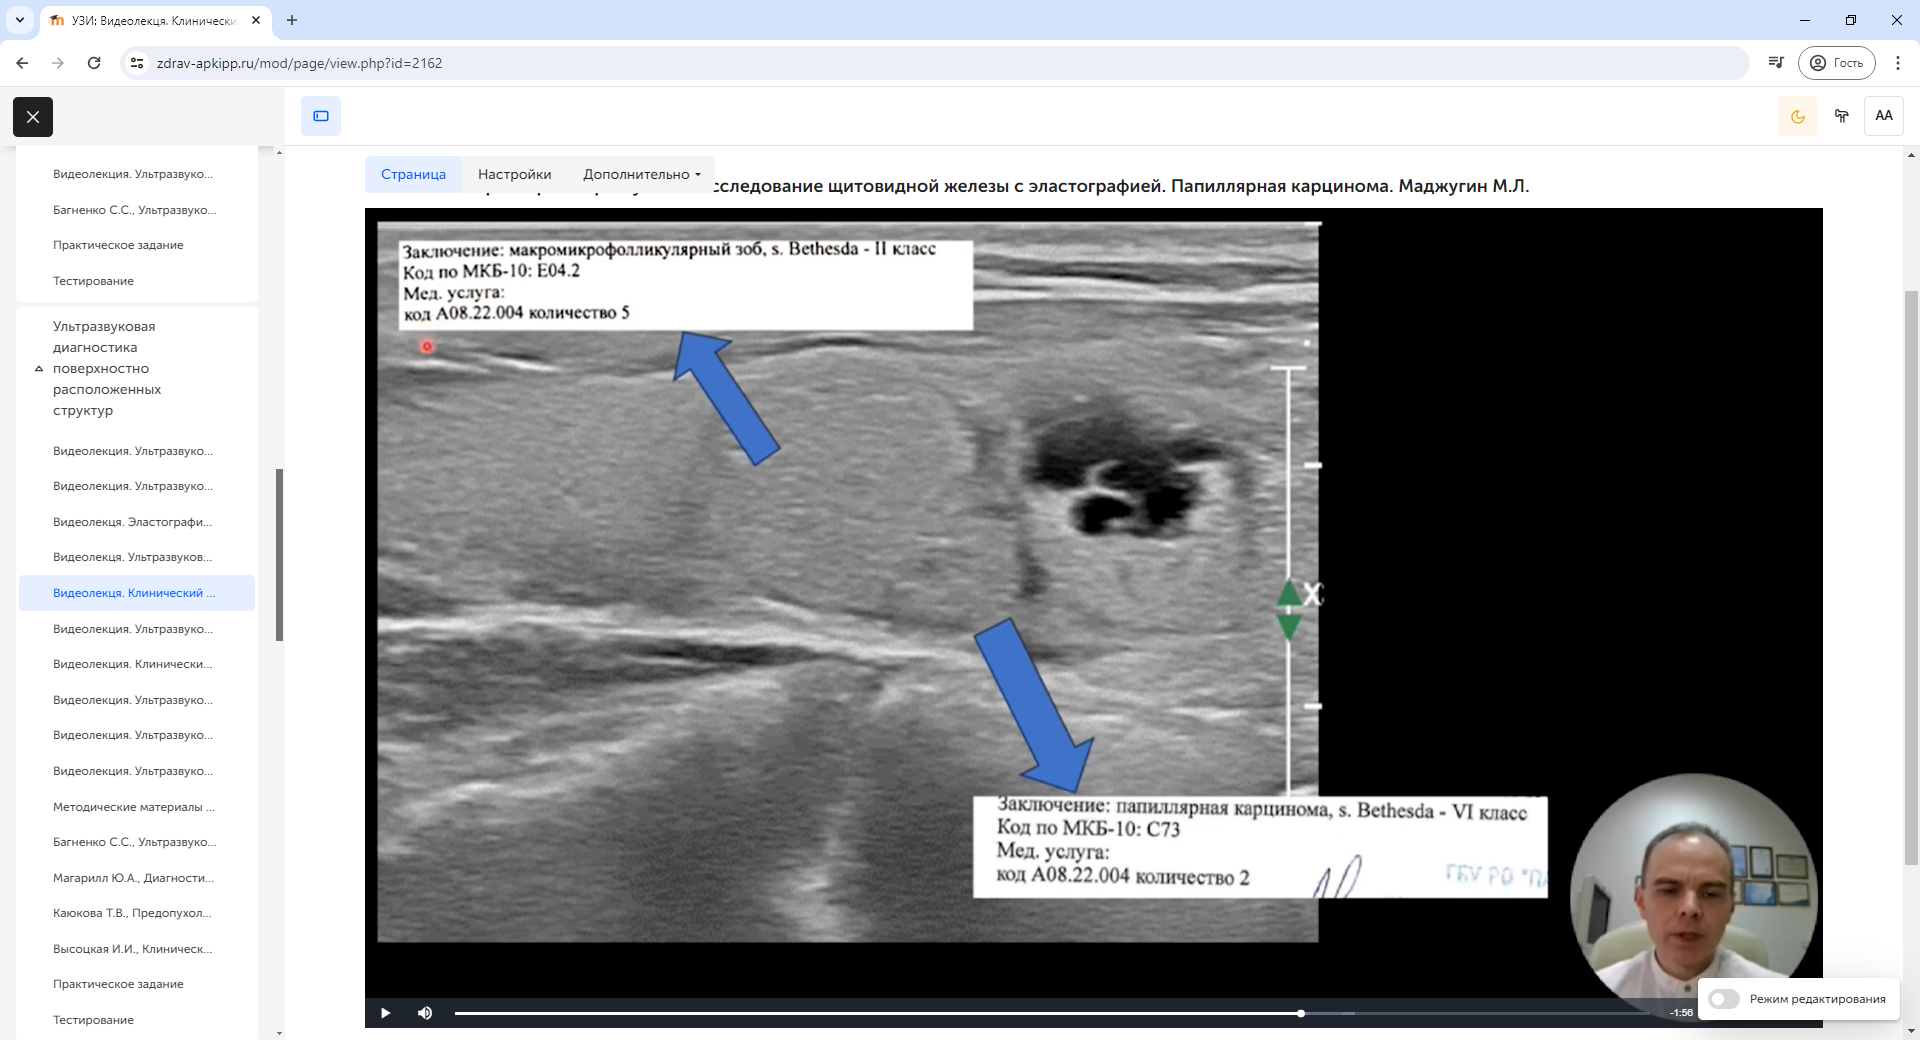 УЗИ: Видеолекця. Клинически
zdrav-apkipp.ru/mod/page/view.php?id=2162
Гость
AA
Страница
Настройки
Дополнительно
сследование щитовидной железы с эластографией. Папиллярная карцинома. Маджугин М.Л.
Видеолекция. Ультразвуко...
Багненко С.С., Ультразвуко...
Практическое задание
Тестирование
Ультразвуковая
диагностика
поверхностно
расположенных
структур
Видеолекция. Ультразвуко...
Видеолекция. Ультразвуко...
Видеолекця. Эластографи...
Видеолекця. Ультразвуков...
Видеолекця. Клинический ...
Видеолекция. Ультразвуко...
Видеолекция. Клинически...
Видеолекция. Ультразвуко...
Видеолекция. Ультразвуко...
Видеолекция. Ультразвуко...
Методические материалы ...
Багненко С.С., Ультразвуко...
Магарилл Ю.А., Диагности...
Каюкова Т.В., Предопухол...
Высоцкая И.И., Клиническ...
Практическое задание
Тестирование
Заключение: макромикрофолликулярный зоб, s. Bethesda - II класс
Код по МКБ-10: E04.2
Мед. услуга:
код А08.22.004 количество 5
X
Заключение: папиллярная карцинома, s. Bethesda - VI класс
Код по МКБ-10: C73
Мед. услуга:
код А08.22.004 количество 2
ГБУ РО "ПА
-1:56
Режим редактирования